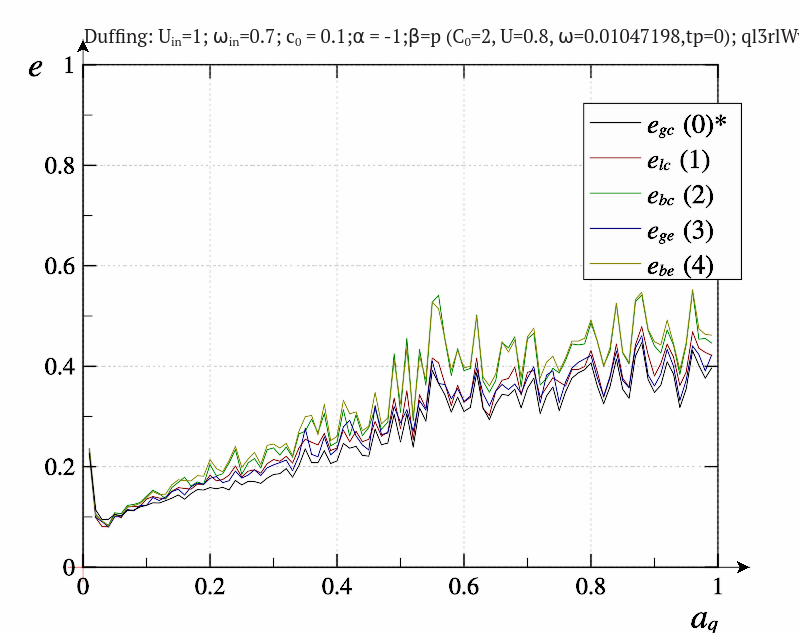 Duffing: Uin=1; ωin=0.7; c0 = 0.1;α = -1;β=p (C0=2, U=0.8, ω=0.01047198,tp=0); ql3rlW
e
1
0.8
0.6
0.4
0.2
0
0 0.2 0.4 0.6 0.8 1
aq
egc (0)*
elc (1)
ebc (2)
ege (3)
ebe (4)